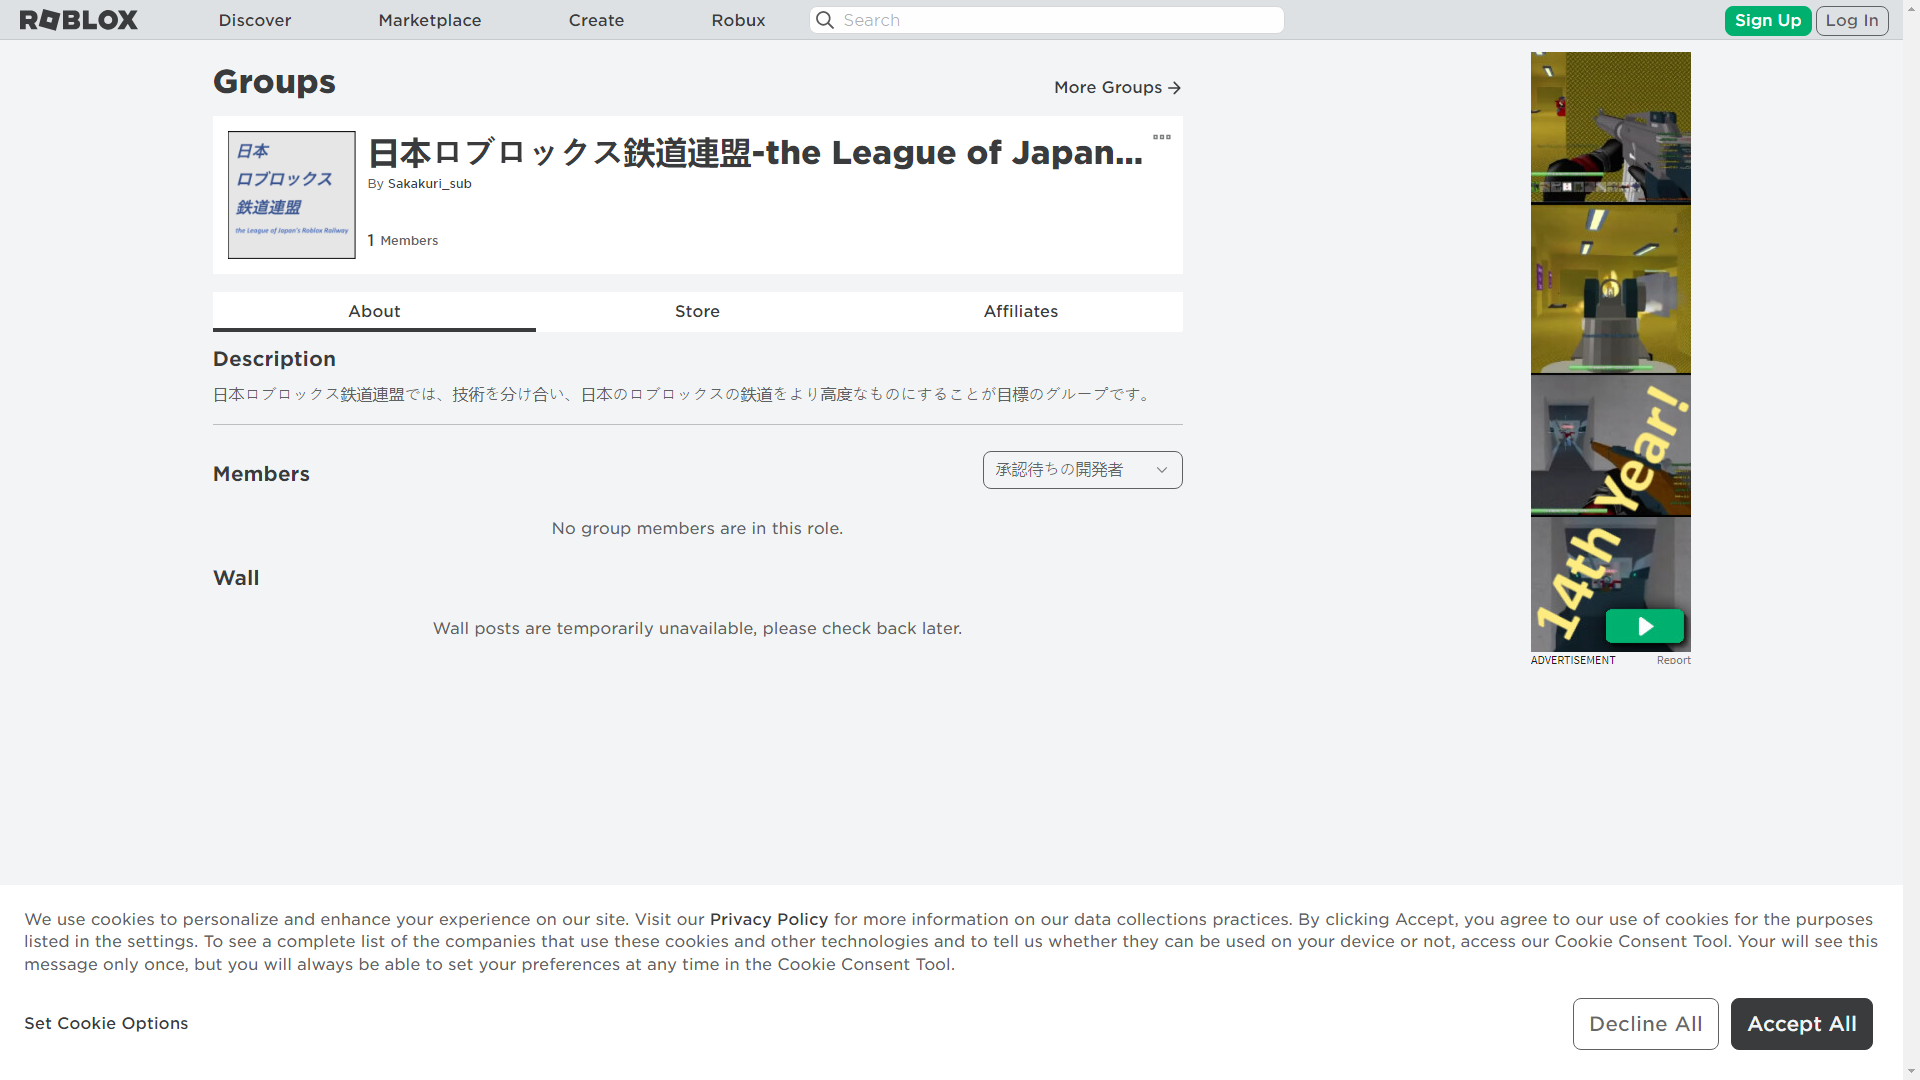 ROBLOX
Discover
Marketplace
Create
Robux
Search
Sign Up
Log In
Groups
More Groups
日本
ロブロックス
鉄道連盟
the League of Japan's Roblox Railway
日本ロブロックス鉄道連盟-the League of Japan...
By Sakakuri_sub
1 Members
About
Store
Affiliates
Description
日本ロブロックス鉄道連盟では、技術を分け合い、日本のロブロックスの鉄道をより高度なものにすることが目標のグループです。
Members
承認待ちの開発者
No group members are in this role.
Wall
Wall posts are temporarily unavailable, please check back later.
14th Year!
ADVERTISEMENT
Report
We use cookies to personalize and enhance your experience on our site. Visit our Privacy Policy for more information on our data collections practices. By clicking Accept, you agree to our use of cookies for the purposes
listed in the settings. To see a complete list of the companies that use these cookies and other technologies and to tell us whether they can be used on your device or not, access our Cookie Consent Tool. Your will see this
message only once, but you will always be able to set your preferences at any time in the Cookie Consent Tool.
Set Cookie Options
Decline All
Accept All